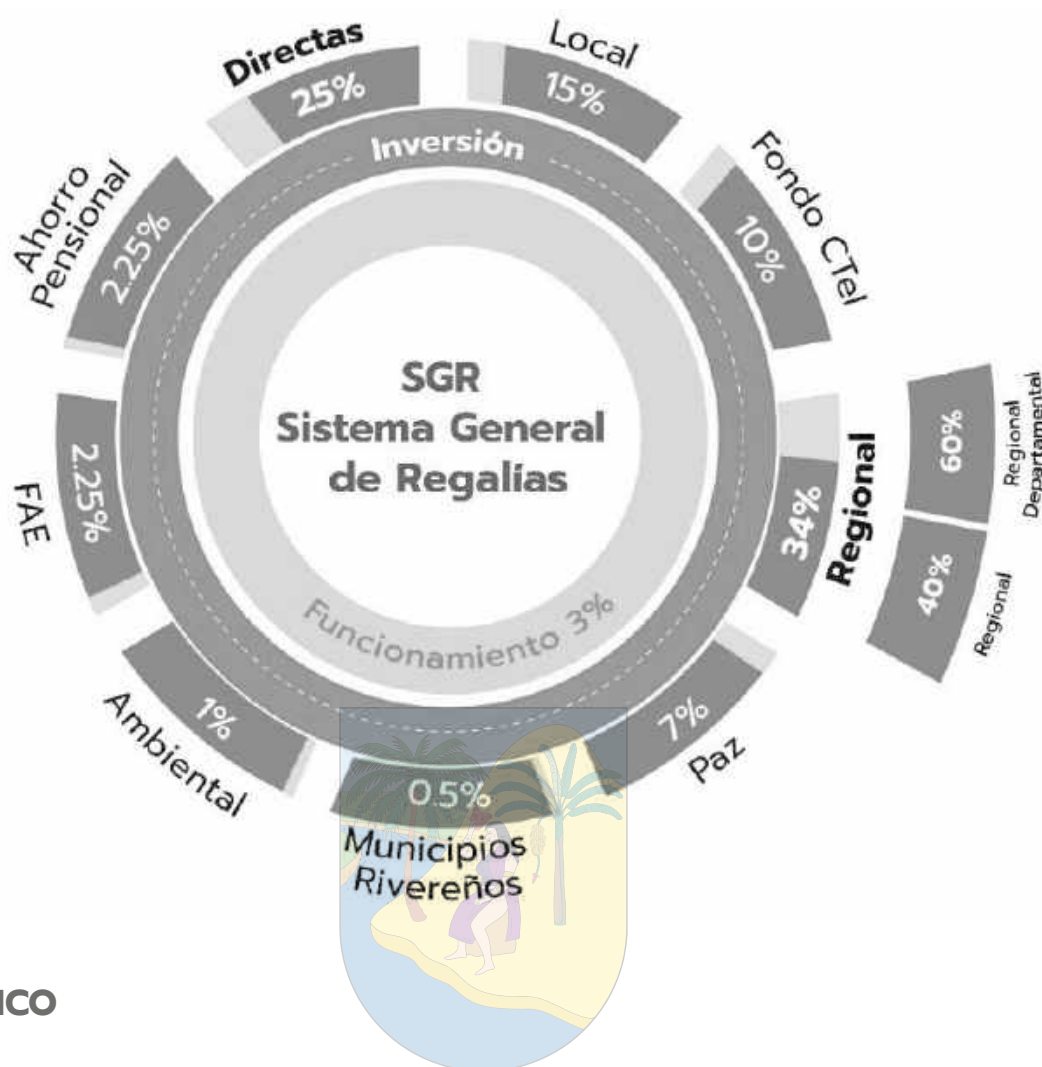 Directas
25%
Local
15%
Fondo CTeI
10%
Ahorro
Pensional
2.25%
Inversión
SGR
Sistema General
de Regalías
Funcionamiento 3%
FAE
2.25%
Regional
34%
60%
Regional
Departamental
40%
Regional
Ambiental
1%
Paz
7%
0.5%
Municipios
Rivereños
ICO